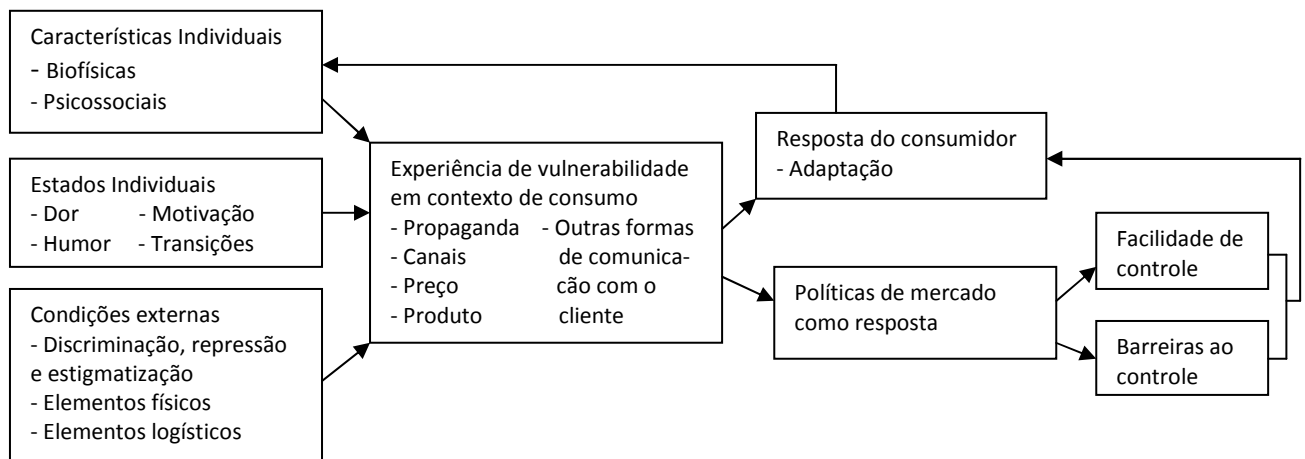 Características Individuais
- Biofísicas
- Psicossociais
Estados Individuais
- Dor - Motivação
- Humor - Transições
Condições externas
- Discriminação, repressão
e estigmatização
- Elementos físicos
- Elementos logísticos
Experiência de vulnerabilidade
em contexto de consumo
- Propaganda - Outras formas
- Canais de comunica-
- Preço cão com o
- Produto cliente
Resposta do consumidor
- Adaptação
Políticas de mercado
como resposta
Facilidade de
controle
Barreiras ao
controle